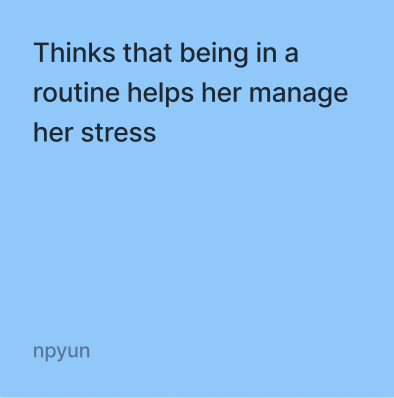 Thinks that being in a
routine helps her manage
her stress
npyun